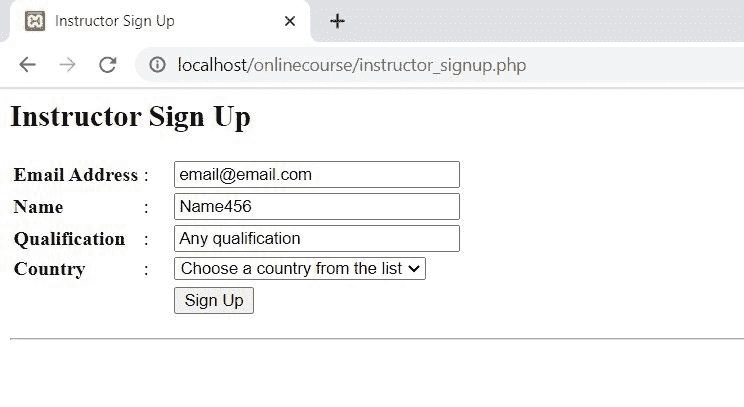 Instructor Sign Up
localhost/onlinecourse/instructor_signup.php
Instructor Sign Up
Email Address : email@email.com
Name : Name456
Qualification : Any qualification
Country : Choose a country from the list
Sign Up